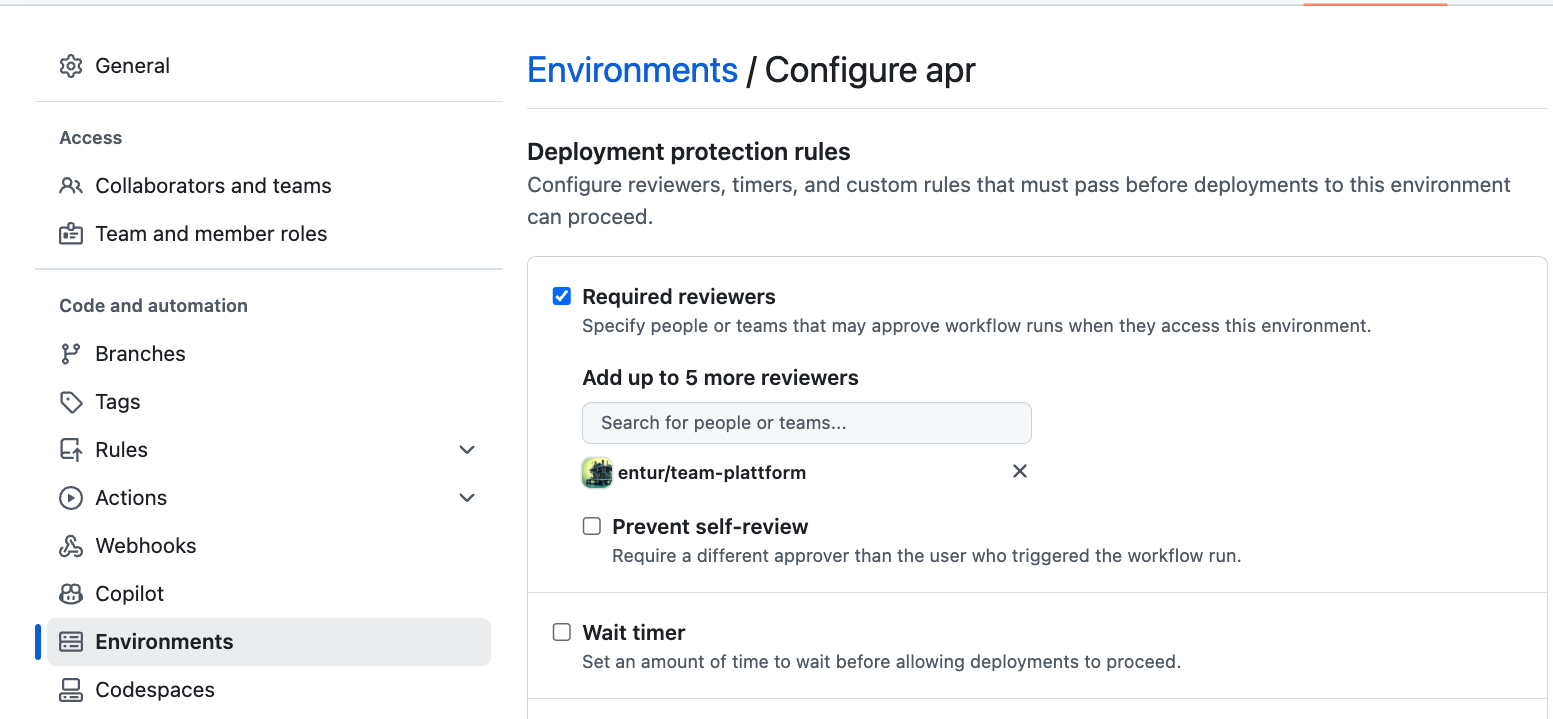 General
Access
Collaborators and teams
Team and member roles
Code and automation
Branches
Tags
Rules
Actions
Webhooks
Copilot
Environments
Codespaces
Environments / Configure apr
Deployment protection rules
Configure reviewers, timers, and custom rules that must pass before deployments to this environment
can proceed.
Required reviewers
Specify people or teams that may approve workflow runs when they access this environment.
Add up to 5 more reviewers
Search for people or teams...
entur/team-plattform
Prevent self-review
Require a different approver than the user who triggered the workflow run.
Wait timer
Set an amount of time to wait before allowing deployments to proceed.